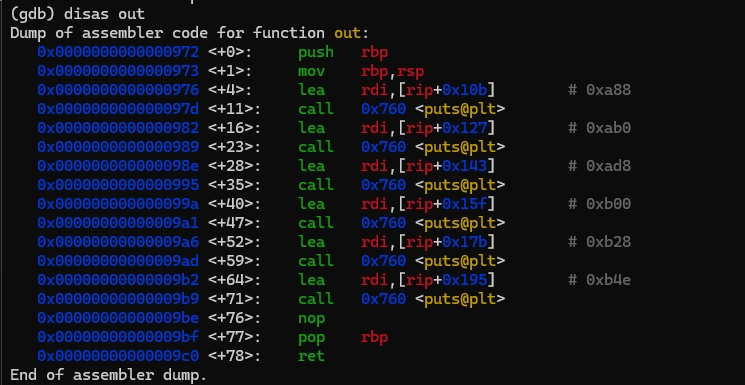 (gdb) disas out
Dump of assembler code for function out:
   0x0000000000000972 <+0>:     push   rbp
   0x0000000000000973 <+1>:     mov    rbp,rsp
   0x0000000000000976 <+4>:     lea    rdi,[rip+0x10b]        # 0xa88
   0x000000000000097d <+11>:    call   0x760 <puts@plt>
   0x0000000000000982 <+16>:    lea    rdi,[rip+0x127]        # 0xab0
   0x0000000000000989 <+23>:    call   0x760 <puts@plt>
   0x000000000000098e <+28>:    lea    rdi,[rip+0x143]        # 0xad8
   0x0000000000000995 <+35>:    call   0x760 <puts@plt>
   0x000000000000099a <+40>:    lea    rdi,[rip+0x15f]        # 0xb00
   0x00000000000009a1 <+47>:    call   0x760 <puts@plt>
   0x00000000000009a6 <+52>:    lea    rdi,[rip+0x17b]        # 0xb28
   0x00000000000009ad <+59>:    call   0x760 <puts@plt>
   0x00000000000009b2 <+64>:    lea    rdi,[rip+0x195]        # 0xb4e
   0x00000000000009b9 <+71>:    call   0x760 <puts@plt>
   0x00000000000009be <+76>:    nop
   0x00000000000009bf <+77>:    pop    rbp
   0x00000000000009c0 <+78>:    ret
End of assembler dump.